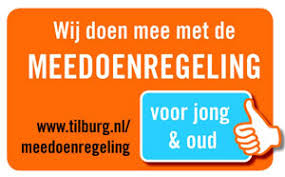 Wij doen mee met de
MEEDOENREGELING
www.tilburg.nl/
meedoenregeling
voor jong
& oud